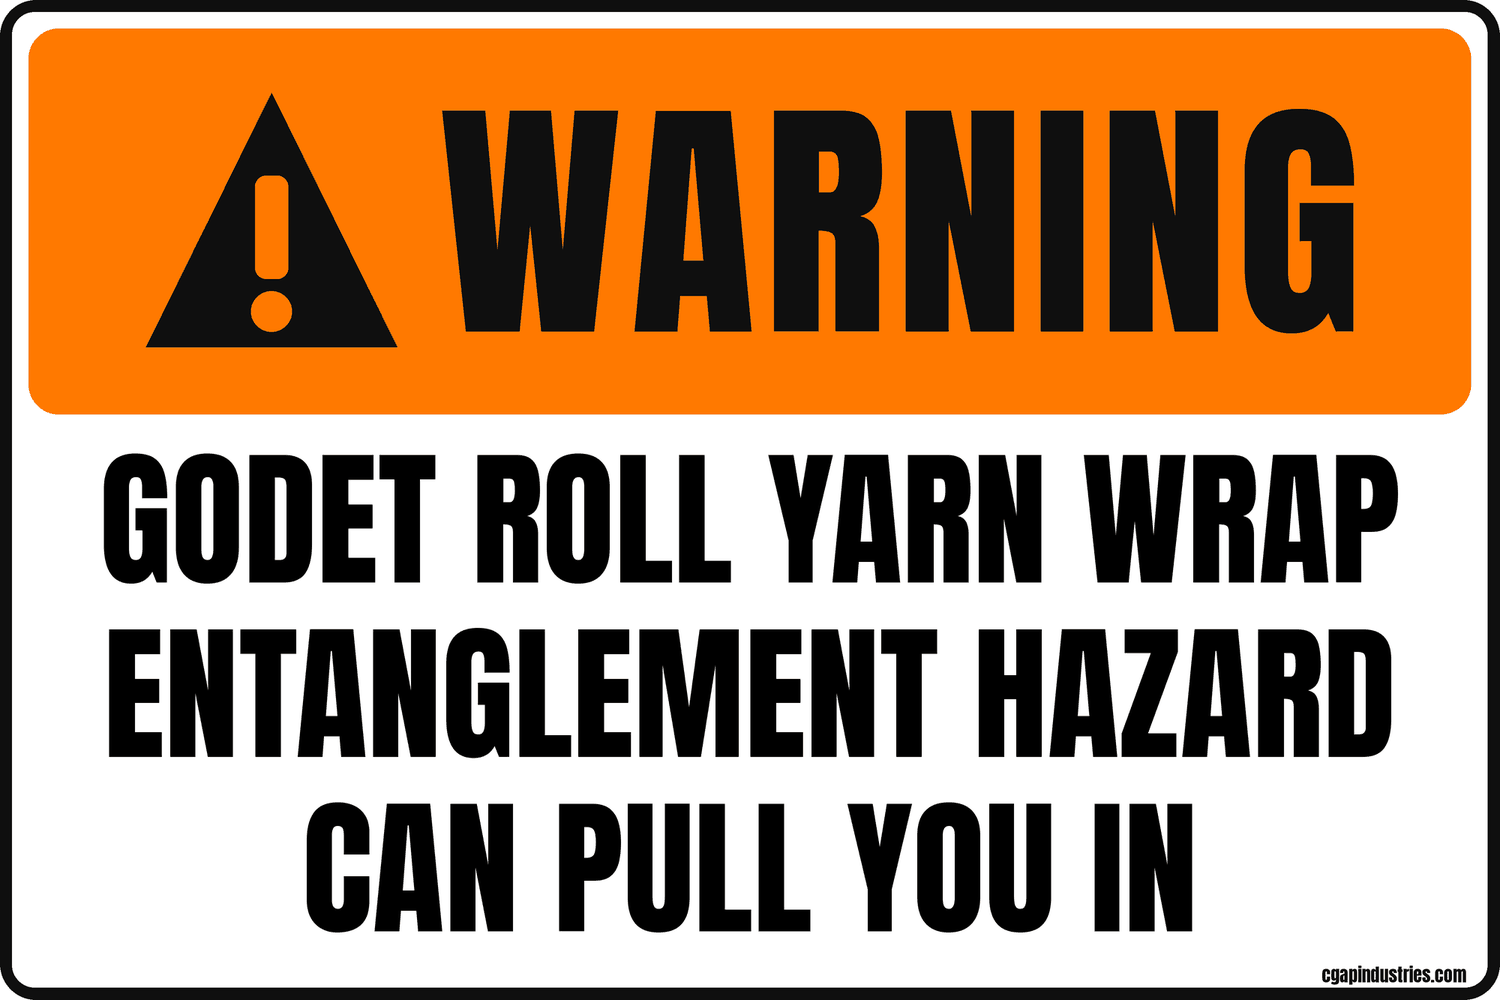 WARNING
GODET ROLL YARN WRAP
ENTANGLEMENT HAZARD
CAN PULL YOU IN
cgapindustries.com